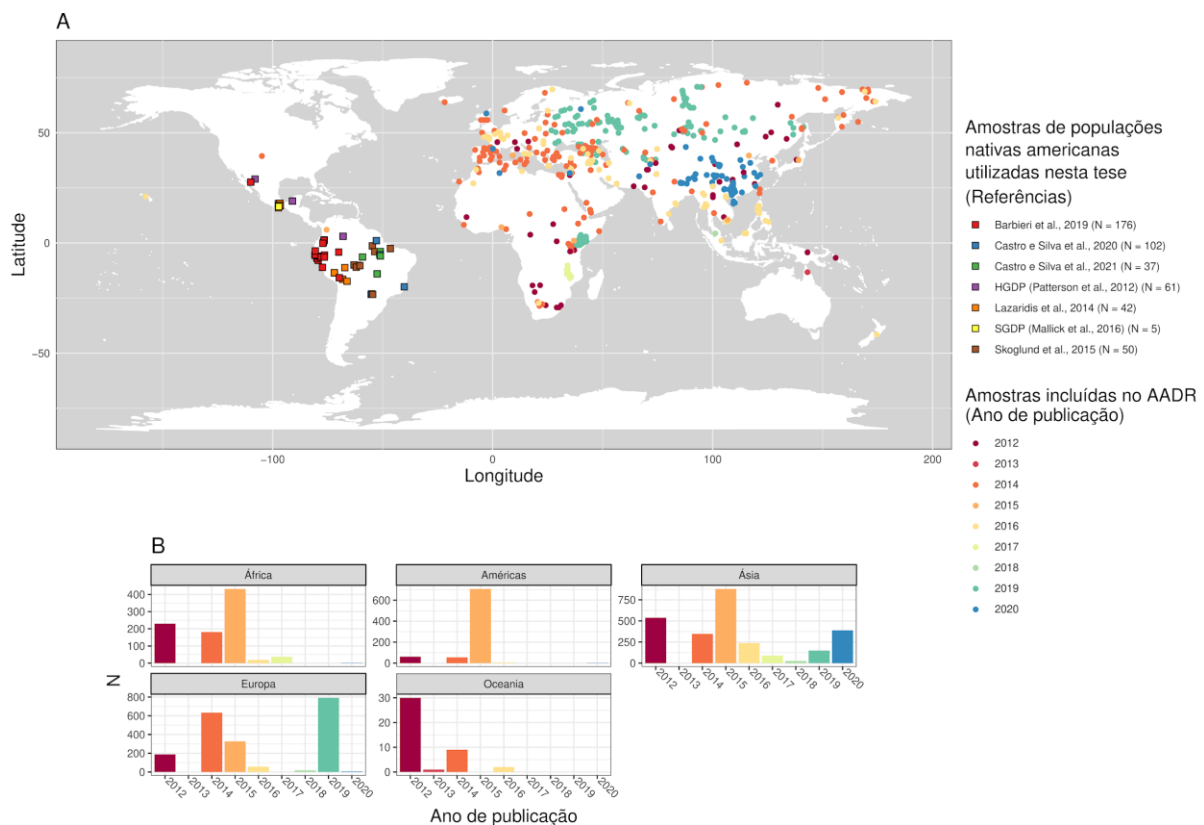 A
Latitude
50
0
−50
−100
0
100
200
Longitude
Amostras de populações
nativas americanas
utilizadas nesta tese
(Referências)
Barbieri et al., 2019 (N = 176)
Castro e Silva et al., 2020 (N = 102)
Castro e Silva et al., 2021 (N = 37)
HGDP (Patterson et al., 2012) (N = 61)
Lazaridis et al., 2014 (N = 42)
SGDP (Mallick et al., 2016) (N = 5)
Skoglund et al., 2015 (N = 50)
Amostras incluídas no AADR
(Ano de publicação)
2012
2013
2014
2015
2016
2017
2018
2019
2020
B
N
África
400
300
200
100
0
Américas
600
400
200
0
Ásia
750
500
250
0
2012
2013
2014
2015
2016
2017
2018
2019
2020
Europa
800
600
400
200
0
2012
2013
2014
2015
2016
2017
2018
2019
2020
Oceania
30
20
10
0
2012
2013
2014
2015
2016
2017
2018
2019
2020
Ano de publicação